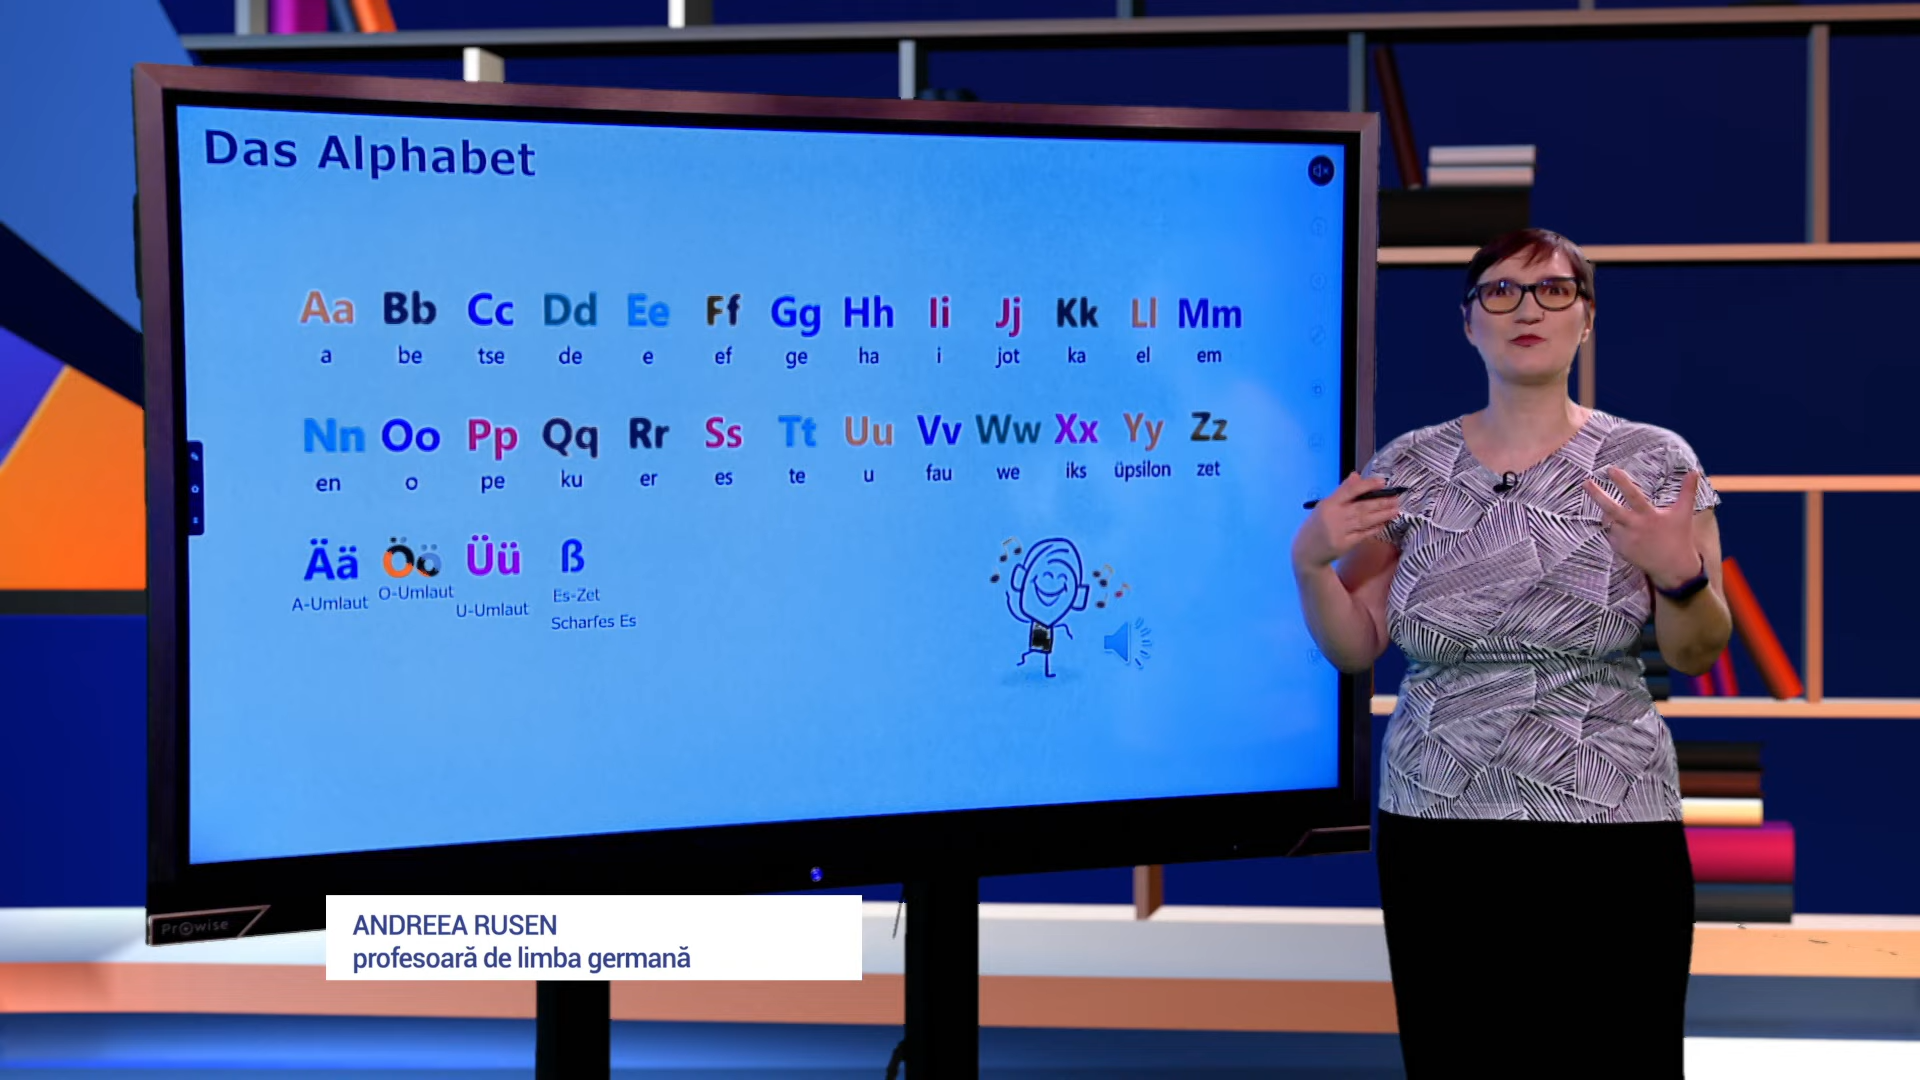 Das Alphabet
Aa Bb Cc Dd Ee Ff Gg Hh Ii Jj Kk Ll Mm
a be tse de e ef ge ha i jot ka el em
Nn Oo Pp Qq Rr Ss Tt Uu Vv Ww Xx Yy Zz
en o pe ku er es te u fau we iks üpsilon zet
Ää Öö Üü ß
A-Umlaut O-Umlaut U-Umlaut Es-Zet
Scharfes Es
Prowise
ANDREEA RUSEN
profesoară de limba germană